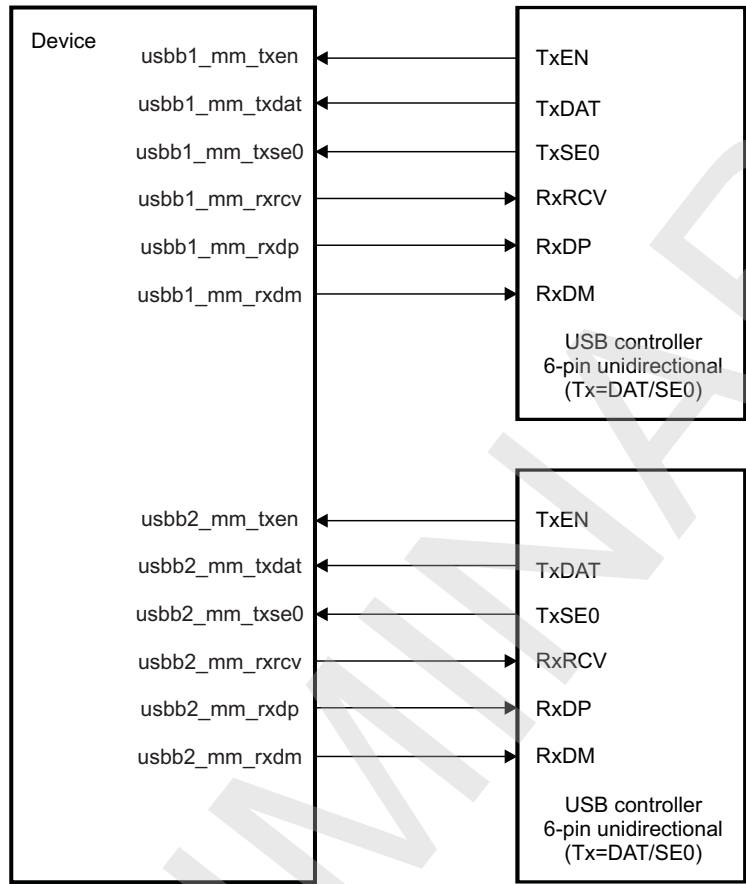 Device
usbb1_mm_txen TxEN
usbb1_mm_txdat TxDAT
usbb1_mm_txse0 TxSE0
usbb1_mm_rxrcv RxRCV
usbb1_mm_rxdp RxDP
usbb1_mm_rxdm RxDM
USB controller
6-pin unidirectional
(Tx=DAT/SE0)
usbb2_mm_txen TxEN
usbb2_mm_txdat TxDAT
usbb2_mm_txse0 TxSE0
usbb2_mm_rxrcv RxRCV
usbb2_mm_rxdp RxDP
usbb2_mm_rxdm RxDM
USB controller
6-pin unidirectional
(Tx=DAT/SE0)